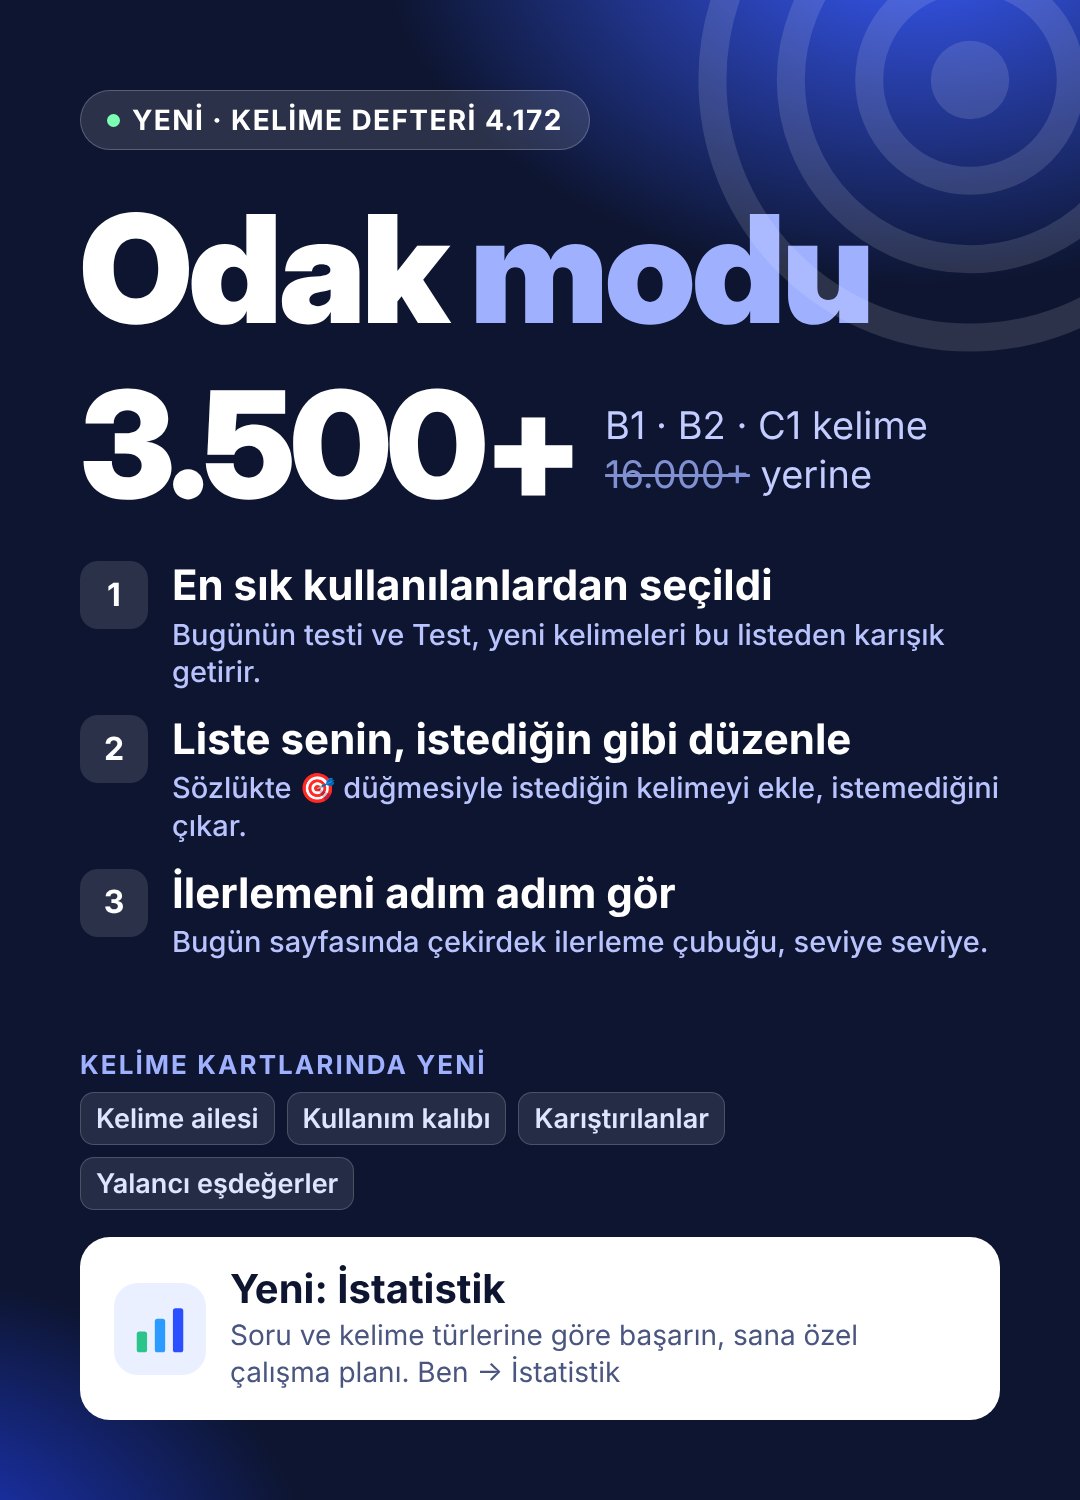 YENİ · KELİME DEFTERİ 4.172
Odak modu
3.500+
B1 · B2 · C1 kelime
16.000+ yerine
1
En sık kullanılanlardan seçildi
Bugünün testi ve Test, yeni kelimeleri bu listeden karışık
getirir.
2
Liste senin, istediğin gibi düzenle
Sözlükte 🎯 düğmesiyle istediğin kelimeyi ekle, istemediğini
çıkar.
3
İlerlemeni adım adım gör
Bugün sayfasında çekirdek ilerleme çubuğu, seviye seviye.
KELİME KARTLARINDA YENİ
Kelime ailesi
Kullanım kalıbı
Karıştırılanlar
Yalancı eşdeğerler
Yeni: İstatistik
Soru ve kelime türlerine göre başarın, sana özel
çalışma planı. Ben → İstatistik